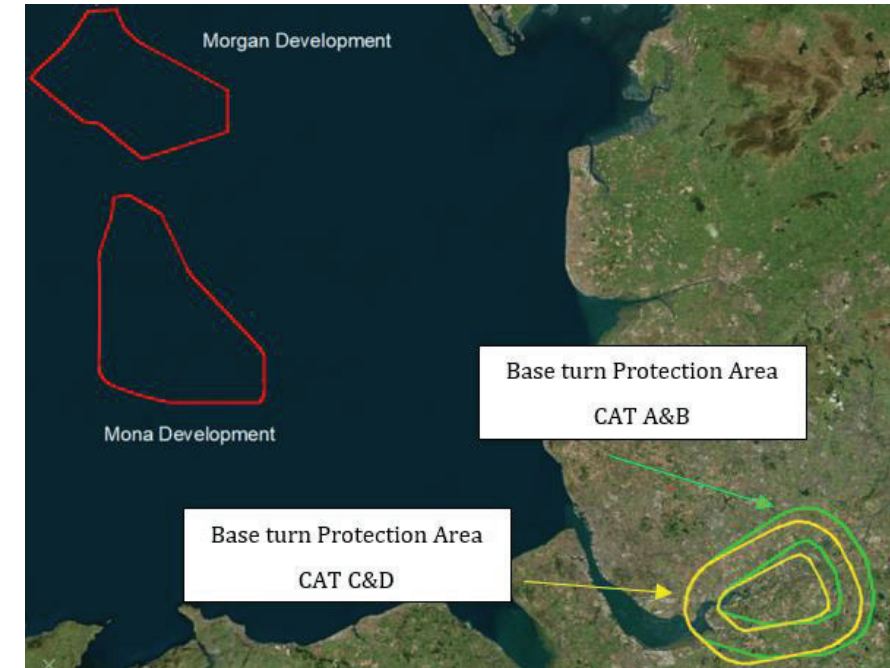 Morgan Development
Base turn Protection Area
CAT A&B
Mona Development
Base turn Protection Area
CAT C&D